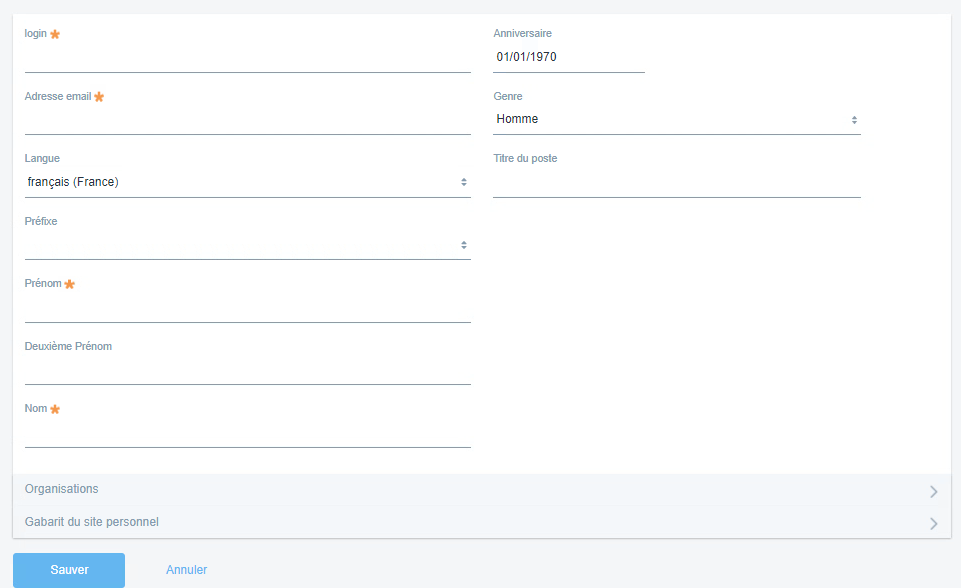 login *
Adresse email *
Langue
français (France)
Préfixe
Prénom *
Deuxième Prénom
Nom *
Anniversaire
01/01/1970
Genre
Homme
Titre du poste
Organisations
Gabarit du site personnel
Sauver
Annuler